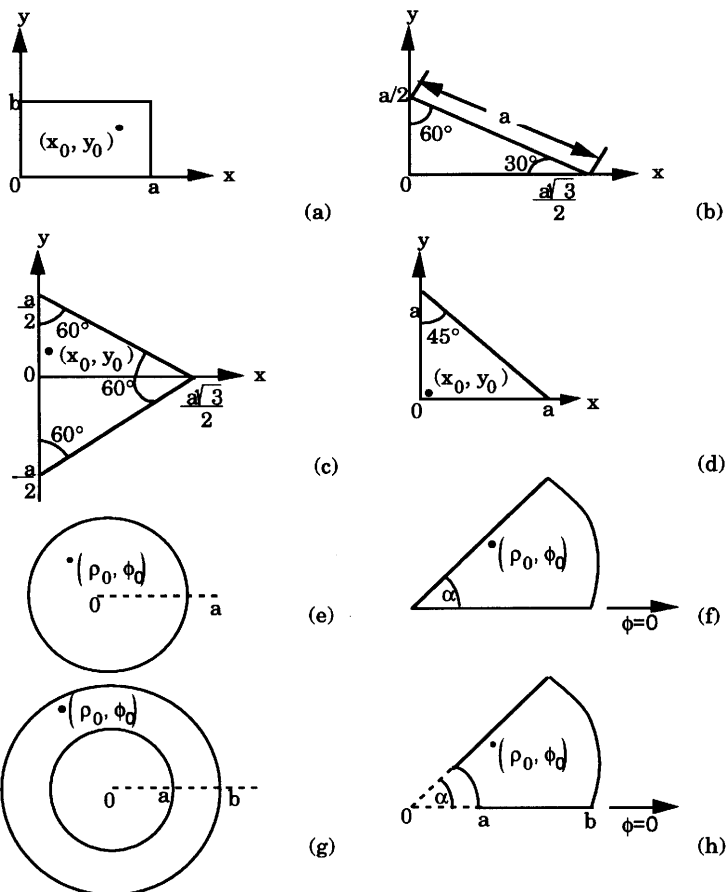 y
b
(x₀, y₀)
0
a
x
(a)
y
a/2
a
60°
30°
0
a√3
2
x
(b)
y
a
2
60°
(x₀, y₀)
0
60°
x
a√3
2
60°
a
2
(c)
y
a
45°
(x₀, y₀)
0
a
x
(d)
(ρ₀, ϕ₀)
0
a
(e)
(ρ₀, ϕ₀)
α
ϕ=0
(f)
(ρ₀, ϕ₀)
0
a
b
(g)
(ρ₀, ϕ₀)
α
0
a
b
ϕ=0
(h)